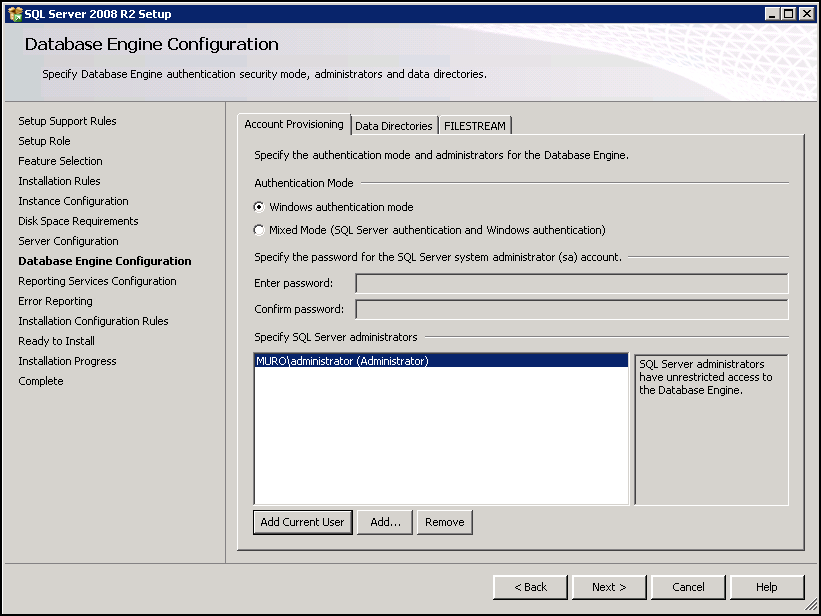 SQL Server 2008 R2 Setup
Database Engine Configuration
Specify Database Engine authentication security mode, administrators and data directories.
Setup Support Rules
Setup Role
Feature Selection
Installation Rules
Instance Configuration
Disk Space Requirements
Server Configuration
Database Engine Configuration
Reporting Services Configuration
Error Reporting
Installation Configuration Rules
Ready to Install
Installation Progress
Complete
Account Provisioning Data Directories FILESTREAM
Specify the authentication mode and administrators for the Database Engine.
Authentication Mode
Windows authentication mode
Mixed Mode (SQL Server authentication and Windows authentication)
Specify the password for the SQL Server system administrator (sa) account.
Enter password:
Confirm password:
Specify SQL Server administrators
MURO\administrator (Administrator)
SQL Server administrators
have unrestricted access to
the Database Engine.
Add Current User Add... Remove
< Back Next > Cancel Help